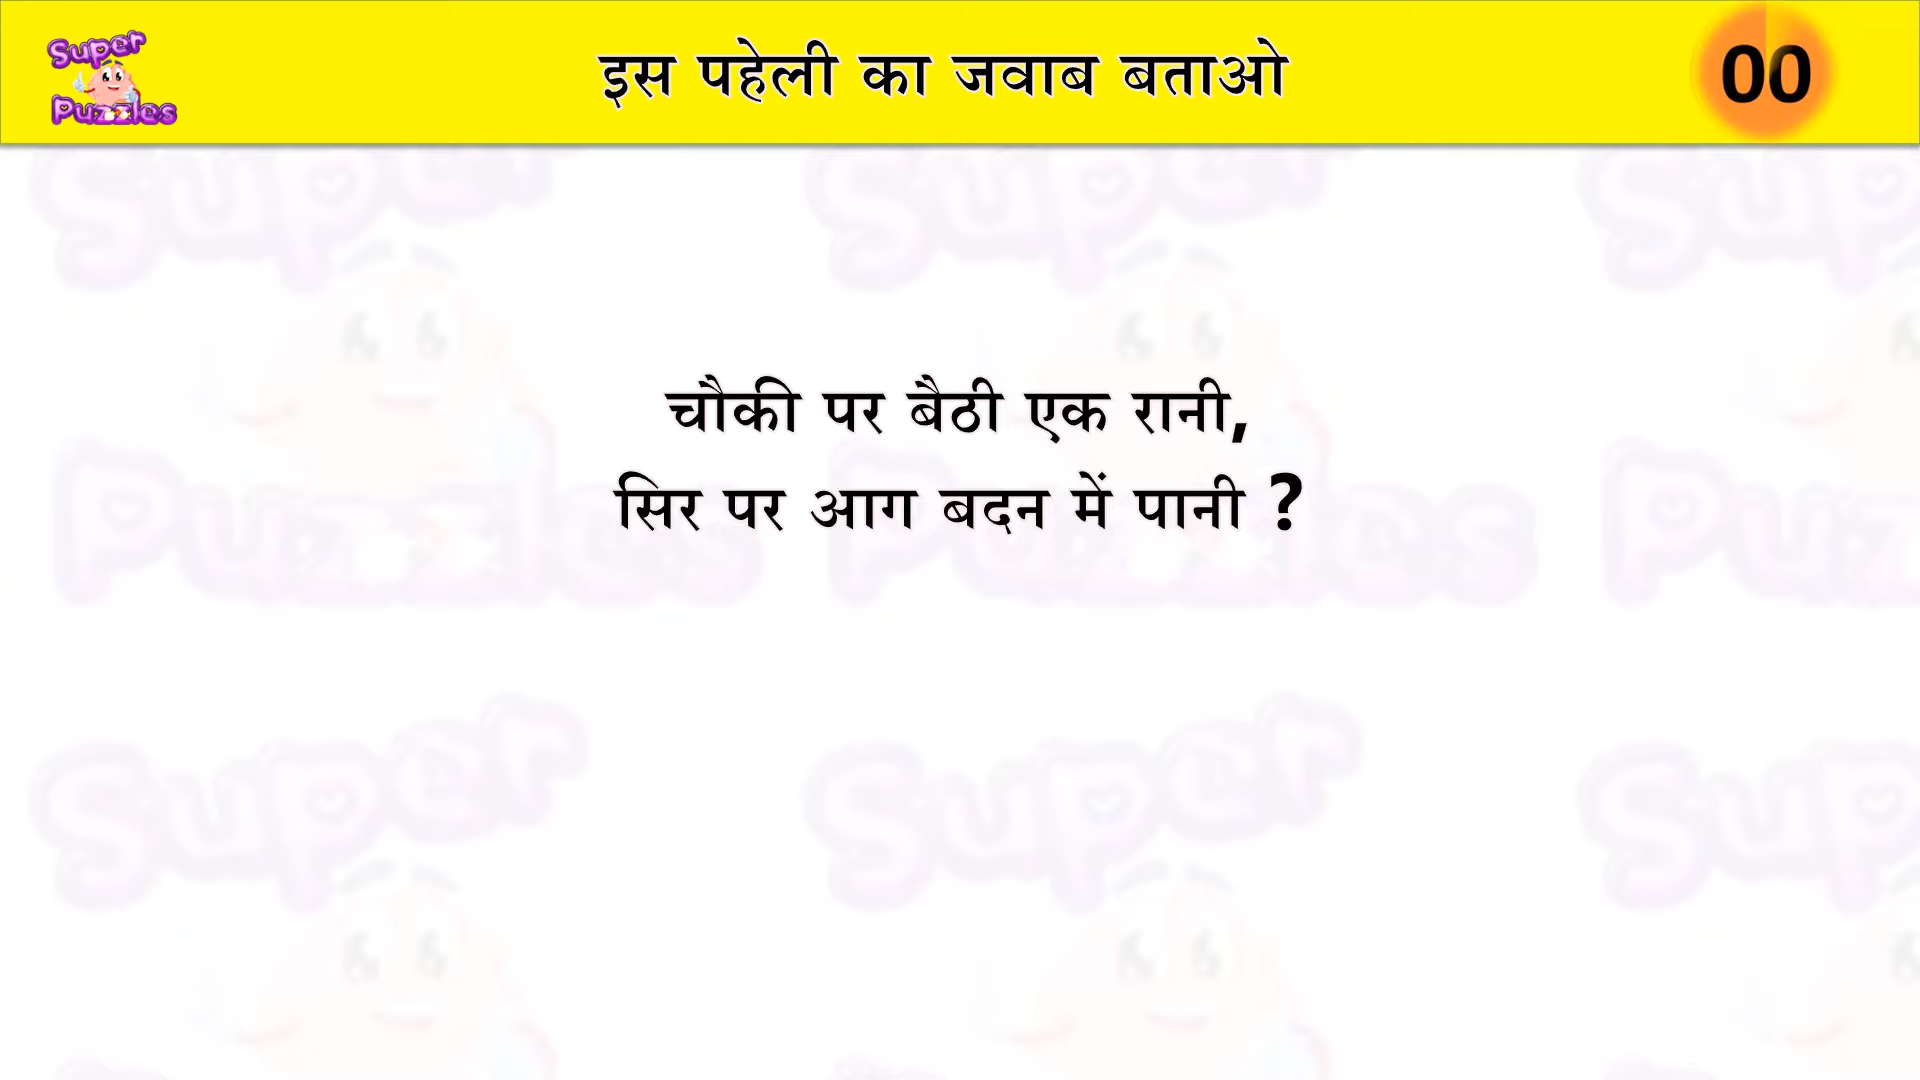 Super
Puzzles
इस पहेली का जवाब बताओ
00
चौकी पर बैठी एक रानी,
सिर पर आग बदन में पानी ?